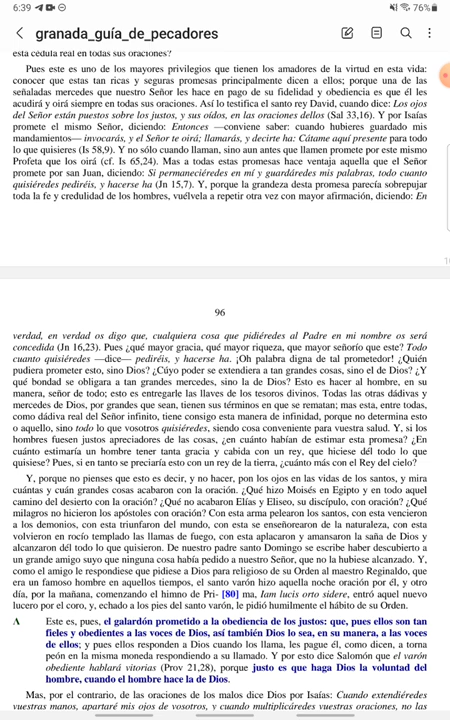 6:39
76%
granada_guía_de_pecadores
esta cédula real en todas sus oraciones?
Pues este es uno de los mayores privilegios que tienen los amadores de la virtud en esta vida:
conocer que estas tan ricas y seguras promesas principalmente dicen a ellos; porque una de las
señaladas mercedes que nuestro Señor les hace en pago de su fidelidad y obediencia es que él les
acudirá y oirá siempre en todas sus oraciones. Así lo testifica el santo rey David, cuando dice: Los ojos
del Señor están puestos sobre los justos, y sus oídos, en las oraciones dellos (Sal 33,16). Y por Isaías
promete el mismo Señor, diciendo: Entonces —conviene saber: cuando hubieres guardado mis
mandamientos— invocarás, y el Señor te oirá; llamarás, y decirte ha: Cátame aquí presente para todo
lo que quisieres (Is 58,9). Y no sólo cuando llaman, sino aun antes que llamen promete por este mismo
Profeta que los oirá (cf. Is 65,24). Mas a todas estas promesas hace ventaja aquella que el Señor
promete por san Juan, diciendo: Si permaneciéredes en mí y guardáredes mis palabras, todo cuanto
quisiéredes pediréis, y hacerse ha (Jn 15,7). Y, porque la grandeza desta promesa parecía sobrepujar
toda la fe y credulidad de los hombres, vuélvela a repetir otra vez con mayor afirmación, diciendo: En
96
verdad, en verdad os digo que, cualquiera cosa que pidiéredes al Padre en mi nombre os será
concedida (Jn 16,23). Pues ¿qué mayor gracia, qué mayor riqueza, que mayor señorío que este? Todo
cuanto quisiéredes —dice— pediréis, y hacerse ha. ¡Oh palabra digna de tal prometedor! ¿Quién
pudiera prometer esto, sino Dios? ¿Cúyo poder se extendiera a tan grandes cosas, sino el de Dios? ¿Y
qué bondad se obligara a tan grandes mercedes, sino la de Dios? Esto es hacer al hombre, en su
manera, señor de todo; esto es entregarle las llaves de los tesoros divinos. Todas las otras dádivas y
mercedes de Dios, por grandes que sean, tienen sus términos en que se rematan; mas esta, entre todas,
como dádiva real del Señor infinito, tiene consigo esta manera de infinidad, porque no determina esto
o aquello, sino todo lo que vosotros quisiéredes, siendo cosa conveniente para vuestra salud. Y, si los
hombres fuesen justos apreciadores de las cosas, ¿en cuánto habían de estimar esta promesa? ¿En
cuánto estimaría un hombre tener tanta gracia y cabida con un rey, que hiciese dél todo lo que
quisiese? Pues, si en tanto se preciaría esto con un rey de la tierra, ¿cuánto más con el Rey del cielo?
Y, porque no pienses que esto es decir, y no hacer, pon los ojos en las vidas de los santos, y mira
cuántas y cuán grandes cosas acabaron con la oración. ¿Qué hizo Moisés en Egipto y en todo aquel
camino del desierto con la oración? ¿Qué no acabaron Elías y Eliseo, su discípulo, con oración? ¿Qué
milagros no hicieron los apóstoles con oración? Con esta arma pelearon los santos, con esta vencieron
a los demonios, con esta triunfaron del mundo, con esta se enseñorearon de la naturaleza, con esta
volvieron en rocío templado las llamas de fuego, con esta aplacaron y amansaron la saña de Dios y
alcanzaron dél todo lo que quisieron. De nuestro padre santo Domingo se escribe haber descubierto a
un grande amigo suyo que ninguna cosa había pedido a nuestro Señor, que no la hubiese alcanzado. Y,
como el amigo le respondiese que pidiese a Dios para religioso de su Orden al maestro Reginaldo, que
era un famoso hombre en aquellos tiempos, el santo varón hizo aquella noche oración por él, y otro
día, por la mañana, comenzando el himno de Pri- [80] ma, Iam lucis orto sidere, entró aquel nuevo
lucero por el coro, y, echado a los pies del santo varón, le pidió humilmente el hábito de su Orden.
A Este es, pues, el galardón prometido a la obediencia de los justos: que, pues ellos son tan
fieles y obedientes a las voces de Dios, así también Dios lo sea, en su manera, a las voces
de ellos; y pues ellos responden a Dios cuando los llama, les pague él, como dicen, a torna
peón en la misma moneda respondiendo a su llamado. Y por eso dice Salomón que el varón
obediente hablará vitorias (Prov 21,28), porque justo es que haga Dios la voluntad del
hombre, cuando el hombre hace la de Dios.
Mas, por el contrario, de las oraciones de los malos dice Dios por Isaías: Cuando extendiéredes
vuestras manos, apartaré mis ojos de vosotros, y cuando multiplicáredes vuestras oraciones, no las